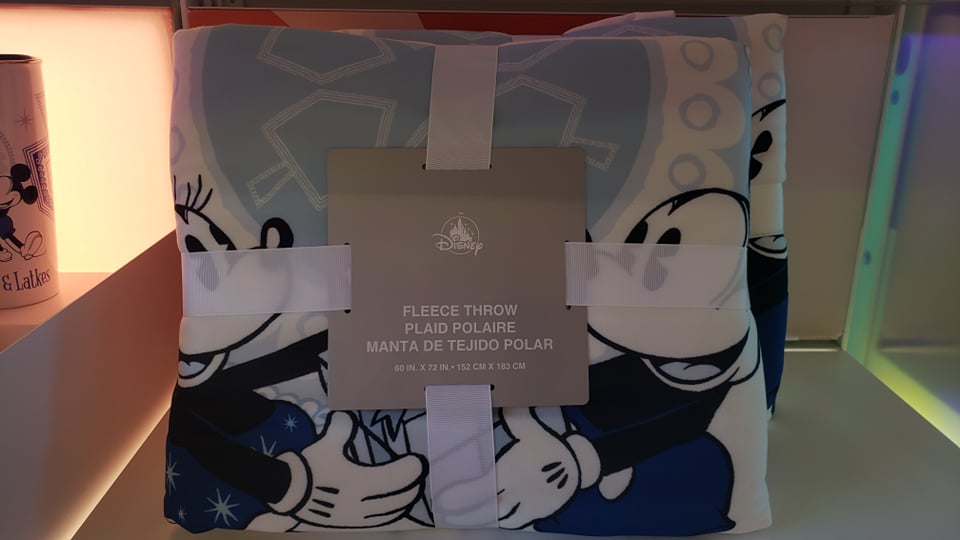 & Latkes
Disney
FLEECE THROW
PLAID POLAIRE
MANTA DE TEJIDO POLAR
60 IN. X 72 IN. • 152 CM X 183 CM